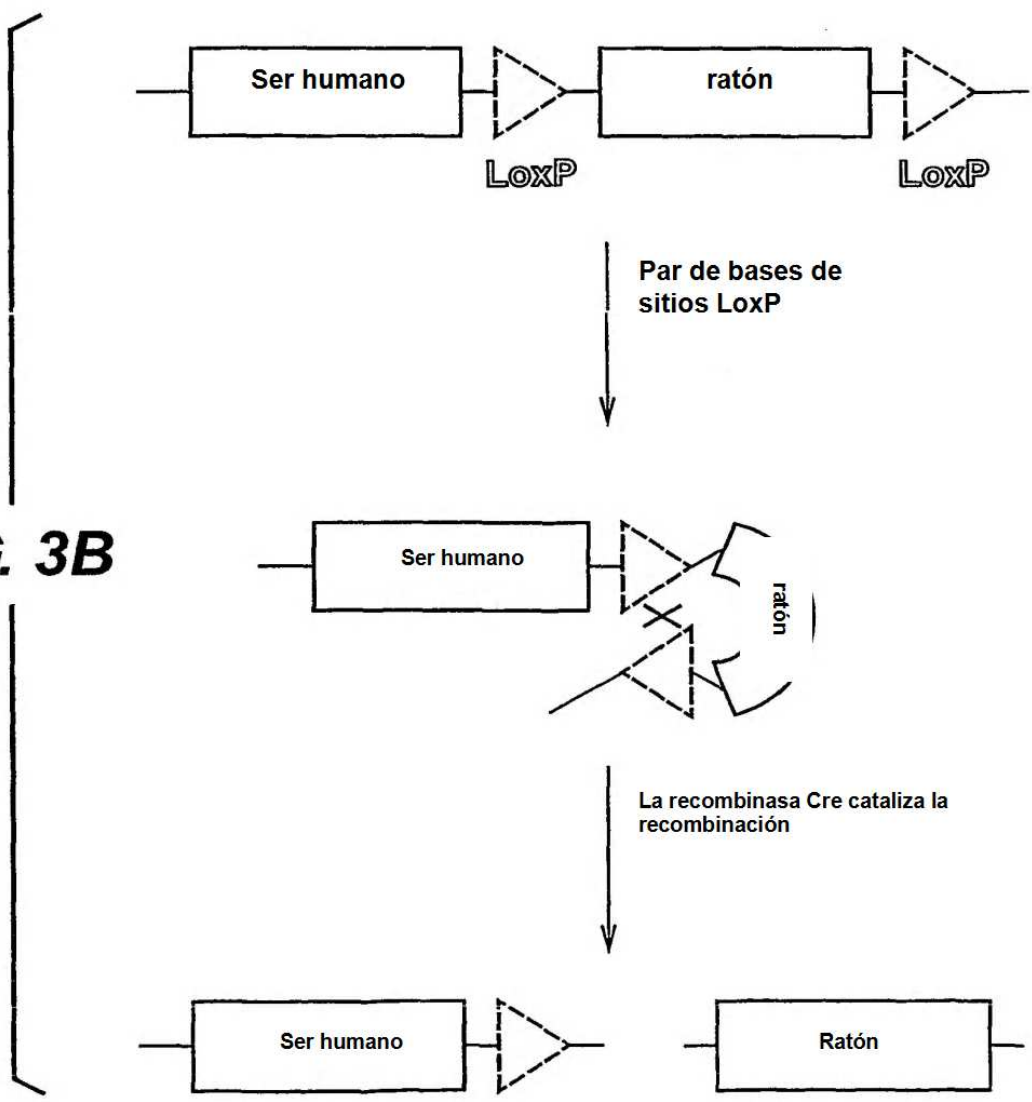 Ser humano
ratón
LoxP
LoxP
Par de bases de
sitios LoxP
3B
Ser humano
ratón
La recombinasa Cre cataliza la
recombinación
Ser humano
Ratón